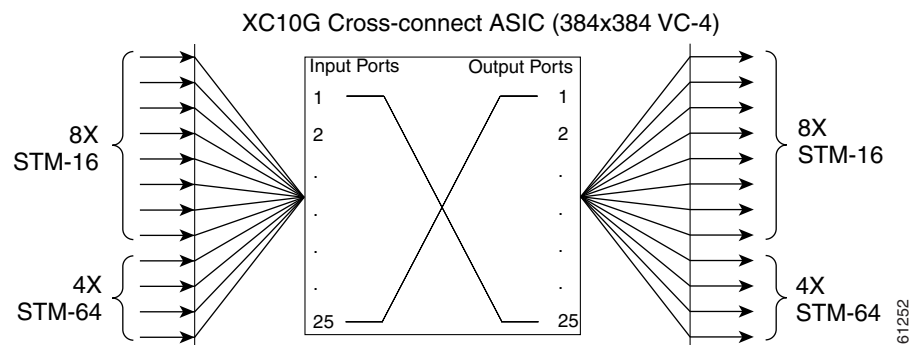 XC10G Cross-connect ASIC (384x384 VC-4)
Input Ports
Output Ports
1
1
2
2
.
.
.
.
.
.
.
.
25
25
8X
STM-16
4X
STM-64
8X
STM-16
4X
STM-64
61252